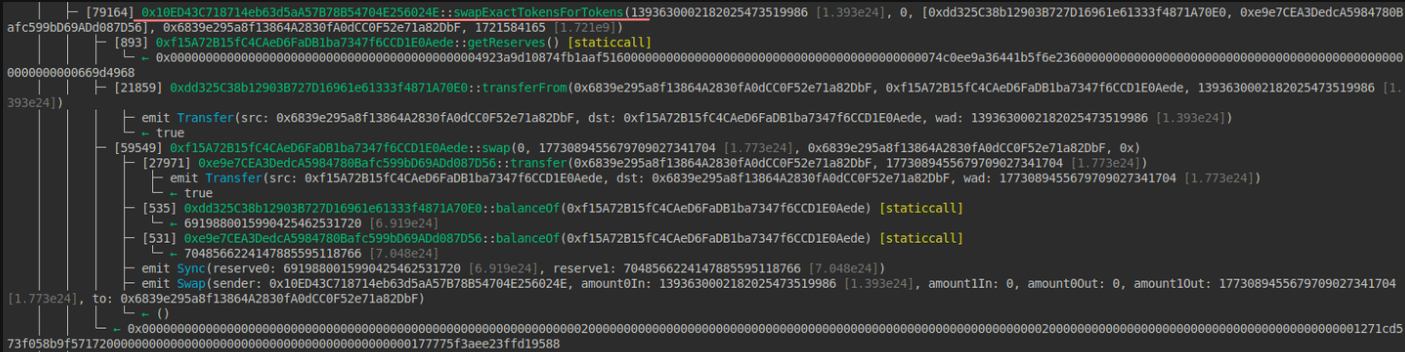 [79164] 0x10ED43C718714eb63d5aA57B78B54704E256024E::swapExactTokensForTokens(1393630002182025473519986 [1.393e24], 0, [0xdd325C38b12903B727D16961e61333f4871A70E0, 0xe9e7CEA3DedcA5984780B
afc599bD69ADd087D56], 0x6839e295a8f13864A2830fA0dCC0F52e71a82DbF, 1721584165 [1.721e9])
[893] 0xf15A72B15fC4CAeD6FaDB1ba7347f6CCD1E0Aede::getReserves() [staticcall]
[21859] 0xdd325C38b12903B727D16961e61333f4871A70E0::transferFrom(0x6839e295a8f13864A2830fA0dCC0F52e71a82DbF, 0xf15A72B15fC4CAeD6FaDB1ba7347f6CCD1E0Aede, 1393630002182025473519986 [1.
393e24])
emit Transfer(src: 0x6839e295a8f13864A2830fA0dCC0F52e71a82DbF, dst: 0xf15A72B15fC4CAeD6FaDB1ba7347f6CCD1E0Aede, wad: 1393630002182025473519986 [1.393e24])
← true
[59549] 0xf15A72B15fC4CAeD6FaDB1ba7347f6CCD1E0Aede::swap(0, 1773089455679709027341704 [1.773e24], 0x6839e295a8f13864A2830fA0dCC0F52e71a82DbF, 0x)
[27971] 0xe9e7CEA3DedcA5984780Bafc599bD69ADd087D56::transfer(0x6839e295a8f13864A2830fA0dCC0F52e71a82DbF, 1773089455679709027341704 [1.773e24])
emit Transfer(src: 0xf15A72B15fC4CAeD6FaDB1ba7347f6CCD1E0Aede, dst: 0x6839e295a8f13864A2830fA0dCC0F52e71a82DbF, wad: 1773089455679709027341704 [1.773e24])
← true
[535] 0xdd325C38b12903B727D16961e61333f4871A70E0::balanceOf(0xf15A72B15fC4CAeD6FaDB1ba7347f6CCD1E0Aede) [staticcall]
← 6919880015990425462531720 [6.919e24]
[531] 0xe9e7CEA3DedcA5984780Bafc599bD69ADd087D56::balanceOf(0xf15A72B15fC4CAeD6FaDB1ba7347f6CCD1E0Aede) [staticcall]
← 7048566224147885595118766 [7.048e24]
emit Sync(reserve0: 6919880015990425462531720 [6.919e24], reserve1: 7048566224147885595118766 [7.048e24])
emit Swap(sender: 0x10ED43C718714eb63d5aA57B78B54704E256024E, amount0In: 1393630002182025473519986 [1.393e24], amount1In: 0, amount0Out: 0, amount1Out: 1773089455679709027341704
[1.773e24], to: 0x6839e295a8f13864A2830fA0dCC0F52e71a82DbF)
← ()